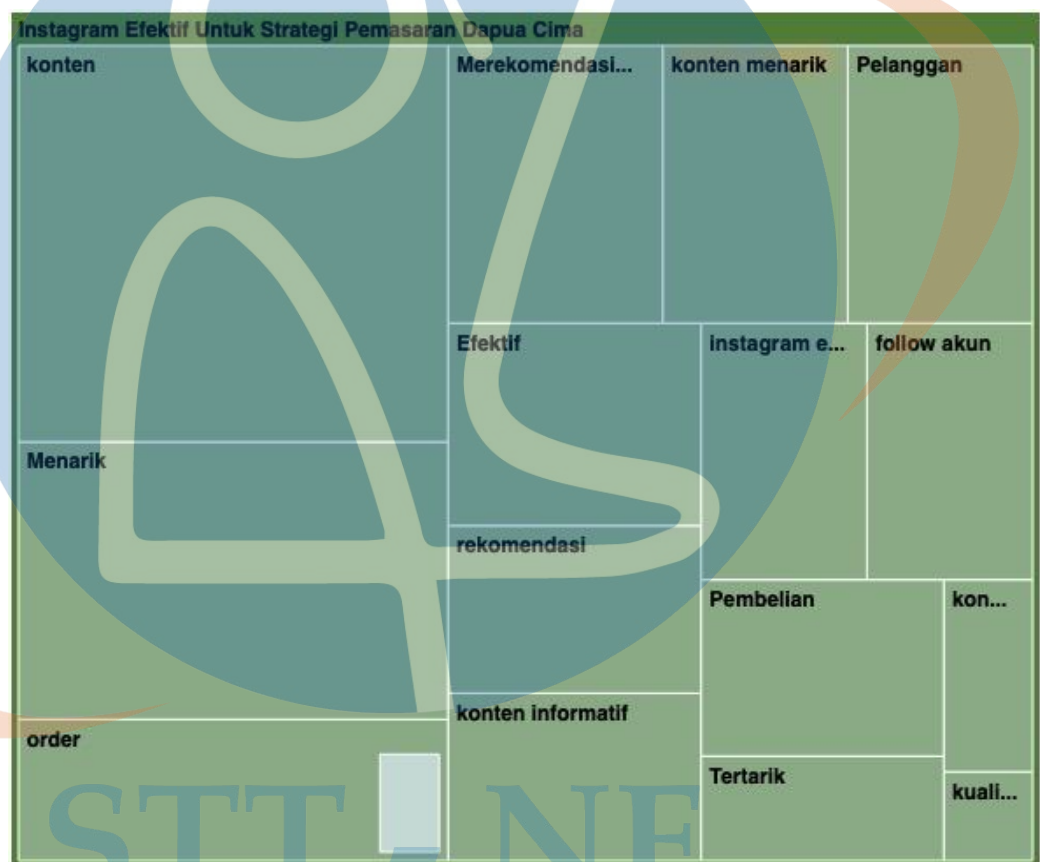 Instagram Efektif Untuk Strategi Pemasaran Dapua Cima
konten
Merekomendasi...
konten menarik
Pelanggan
Efektif
instagram e...
follow akun
Menarik
rekomendasi
Pembelian
kon...
konten informatif
order
Tertarik
kuali...
STT - NF